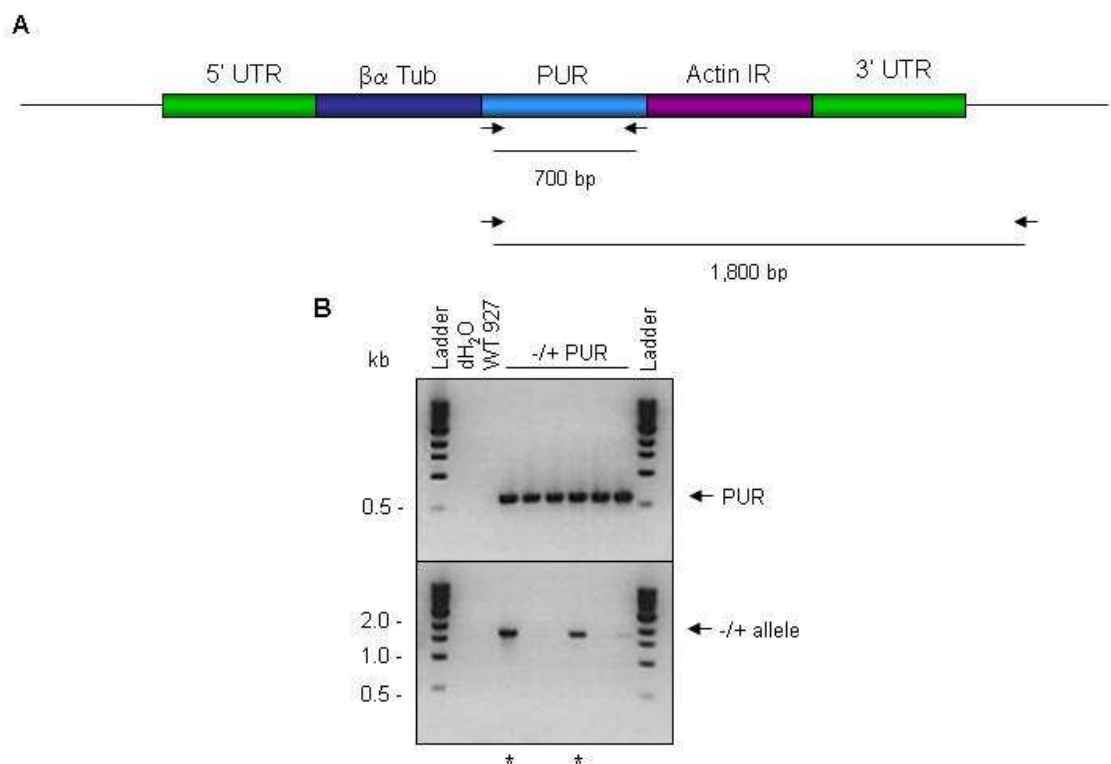 A
5' UTR βα Tub PUR Actin IR 3' UTR
700 bp
1,800 bp
B
kb Ladder dH2O WT 927 -/+ PUR Ladder
0.5 - PUR
2.0 - -/+ allele
1.0 -
0.5 -
* *